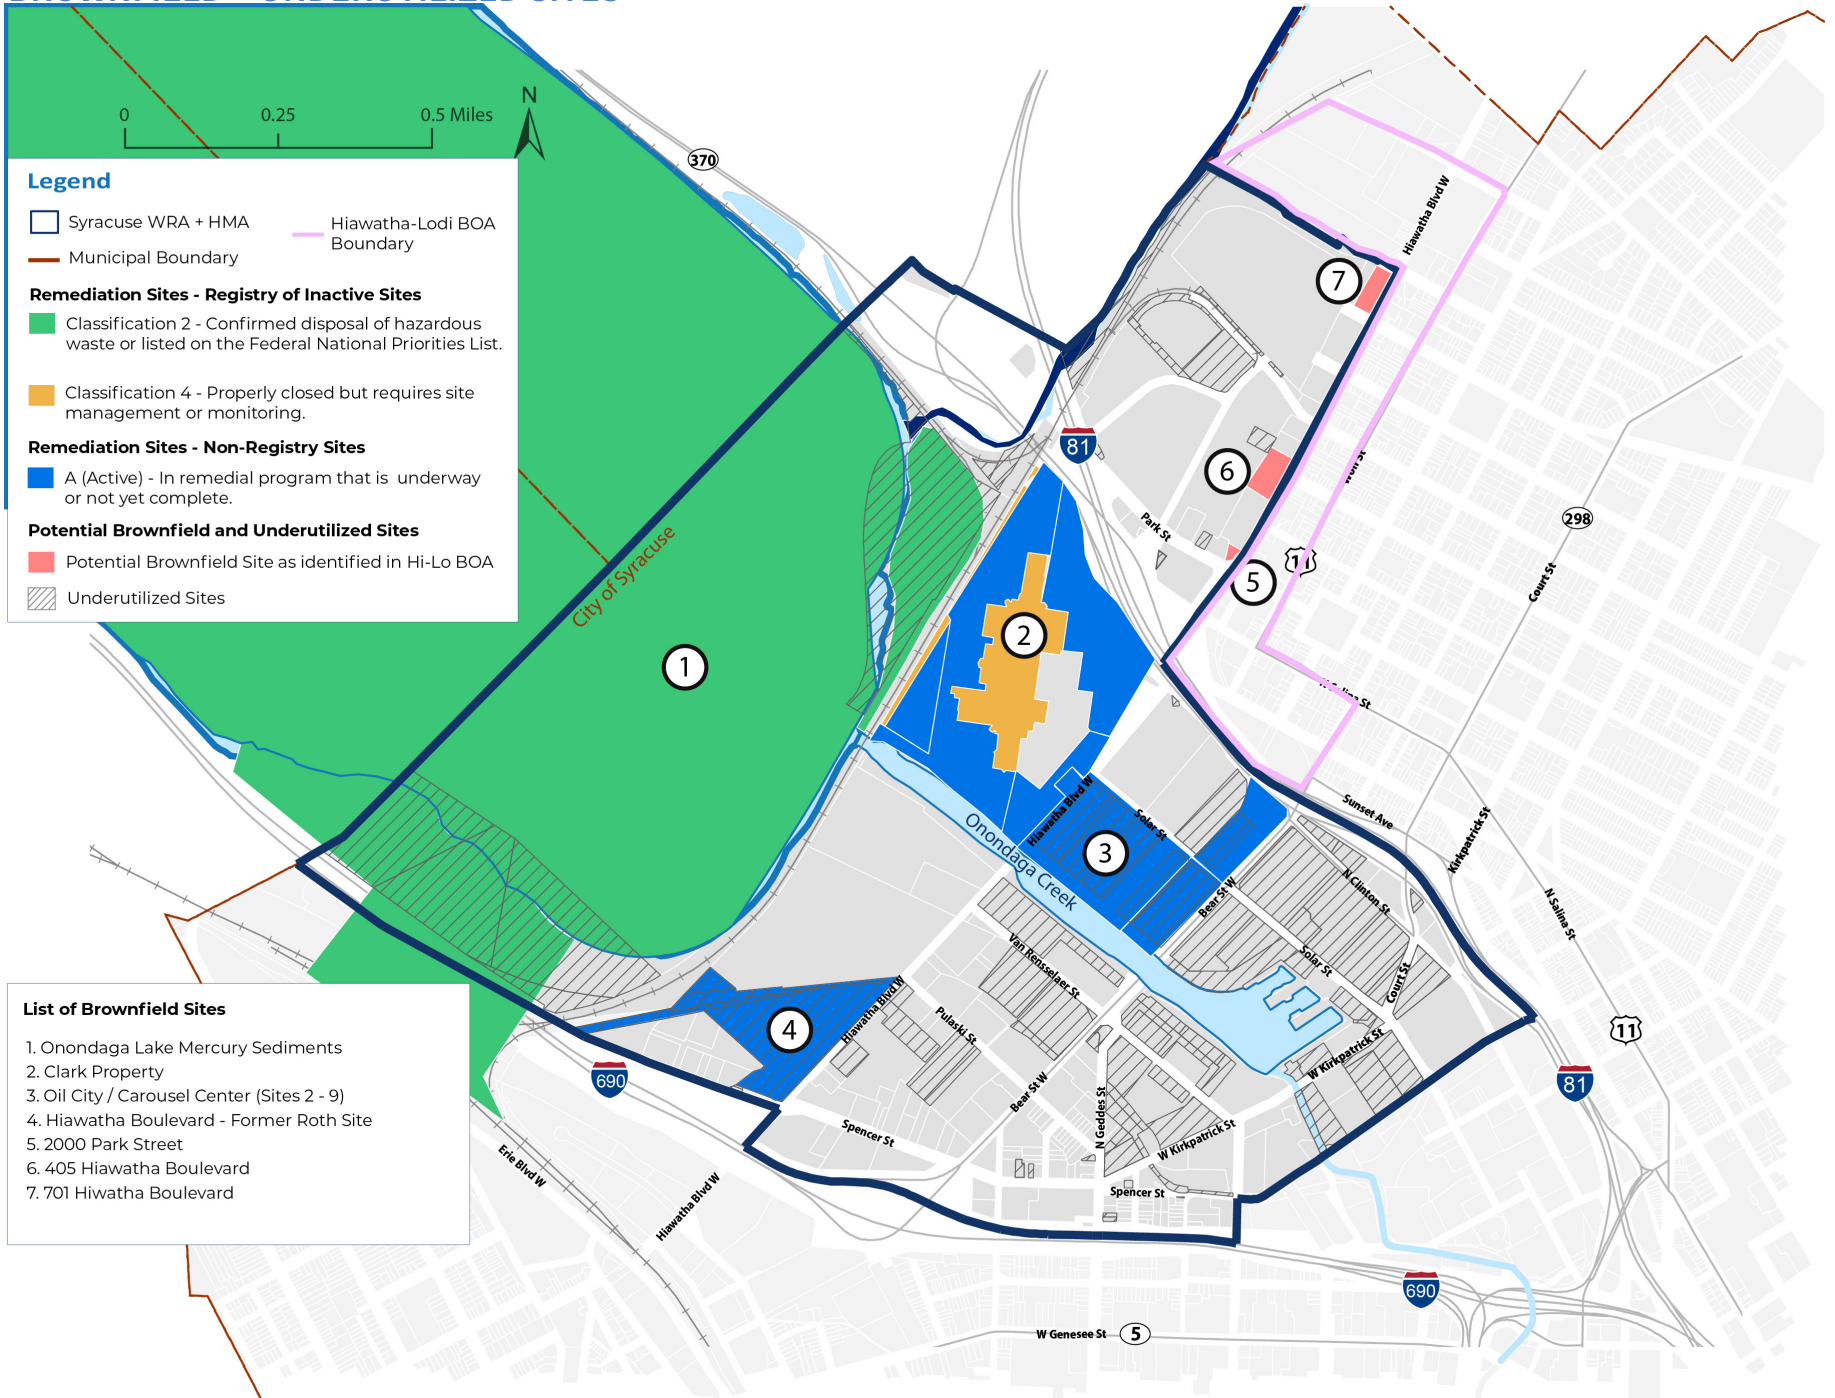 0 0.25 0.5 Miles
N
370
Legend
Syracuse WRA + HMA
Hiawatha-Lodi BOA
Boundary
Municipal Boundary
Remediation Sites - Registry of Inactive Sites
Classification 2 - Confirmed disposal of hazardous
waste or listed on the Federal National Priorities List.
Classification 4 - Properly closed but requires site
management or monitoring.
Remediation Sites - Non-Registry Sites
A (Active) - In remedial program that is underway
or not yet complete.
Potential Brownfield and Underutilized Sites
Potential Brownfield Site as identified in Hi-Lo BOA
Underutilized Sites
Hiawatha Blvd W
7
81
6
Park St
298
11
5
Court St
City of Syracuse
1
2
Sunset Ave
Kirkpatrick St
Hiawatha Blvd W
Solar St
3
Onondaga Creek
Bear St W
N Clinton St
N Salina St
Van Rensselaer St
Solar St
Court St
4
Hiawatha Blvd W
Pulaski St
11
W Kirkpatrick St
690
Bear St W
81
N Geddes St
Spencer St
W Kirkpatrick St
Erie Blvd W
Spencer St
Hiawatha Blvd W
690
W Genesee St
5
List of Brownfield Sites
1. Onondaga Lake Mercury Sediments
2. Clark Property
3. Oil City / Carousel Center (Sites 2 - 9)
4. Hiawatha Boulevard - Former Roth Site
5. 2000 Park Street
6. 405 Hiawatha Boulevard
7. 701 Hiwatha Boulevard